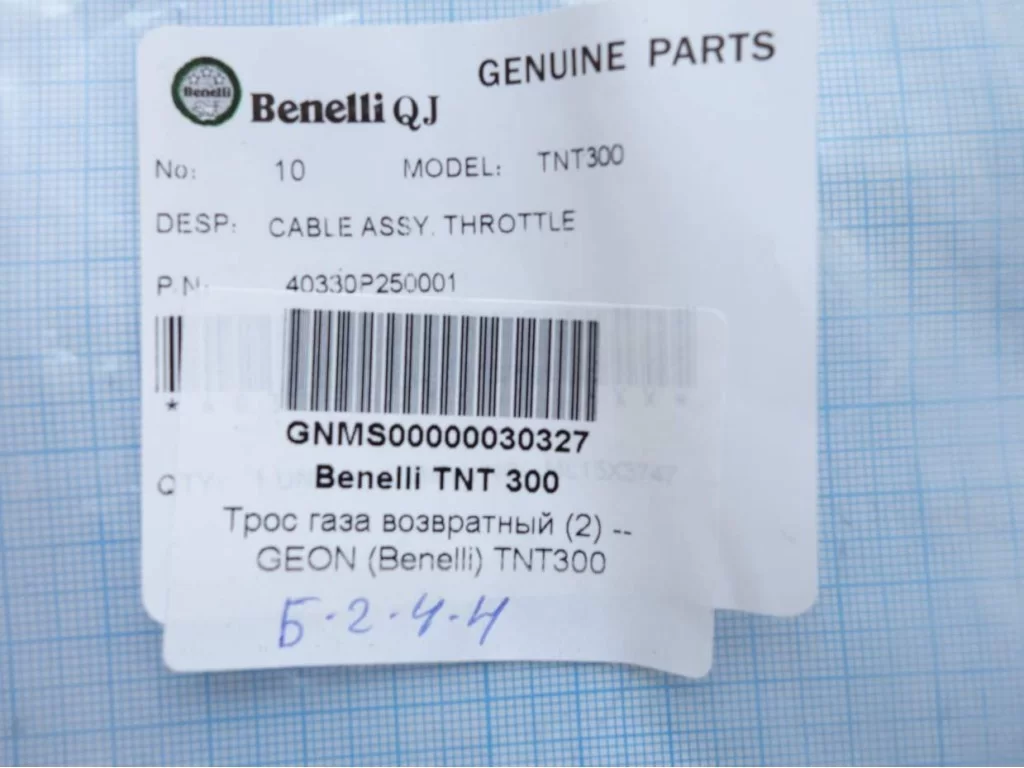 GENUINE PARTS
Benelli
Benelli QJ
No: 10 MODEL: TNT300
DESP: CABLE ASSY. THROTTLE
P.N: 40330P250001
*
GNMS00000030327
Benelli TNT 300
Трос газа возвратный (2) --
GEON (Benelli) TNT300
Б-2-4-4